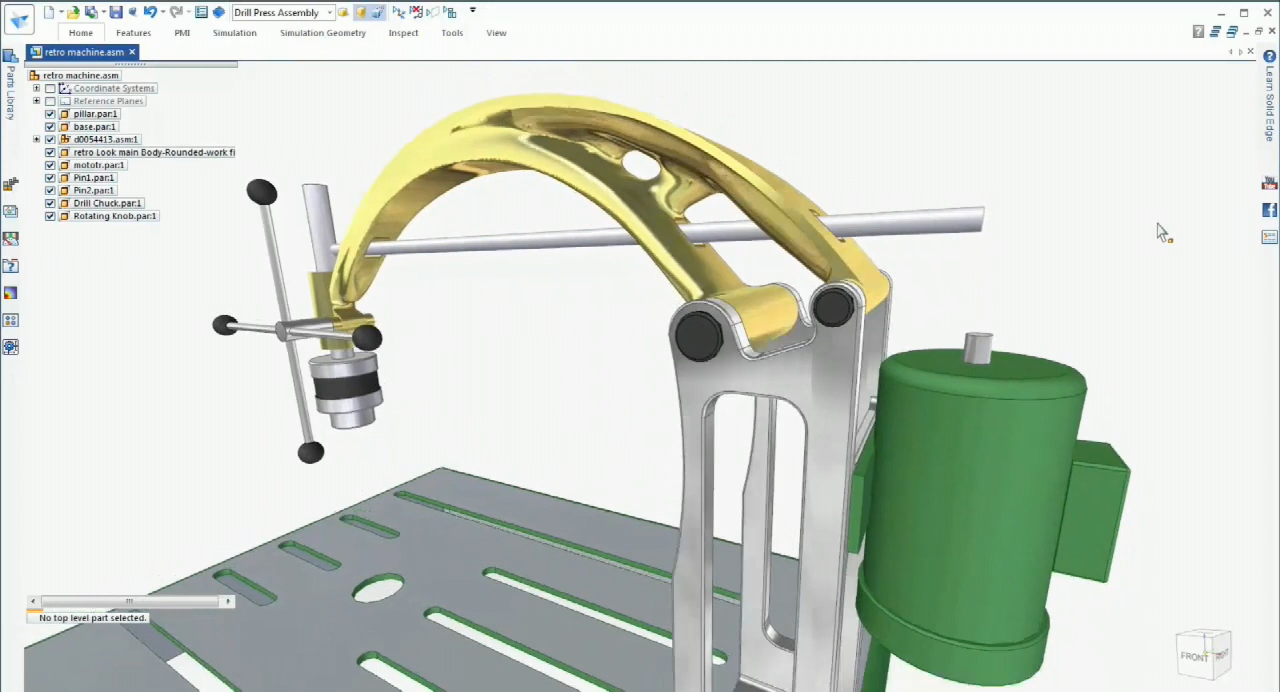 Drill Press Assembly
Home Features PMI Simulation Simulation Geometry Inspect Tools View
retro machine.asm
Parts Library
retro machine.asm
Coordinate Systems
Reference Planes
pillar.par:1
base.par:1
d0054413.asm:1
retro Look main Body-Rounded-work fi
mototr.par:1
Pin1.par:1
Pin2.par:1
Drill Chuck.par:1
Rotating Knob.par:1
Learn Solid Edge
You Tube
No top level part selected.
FRONT